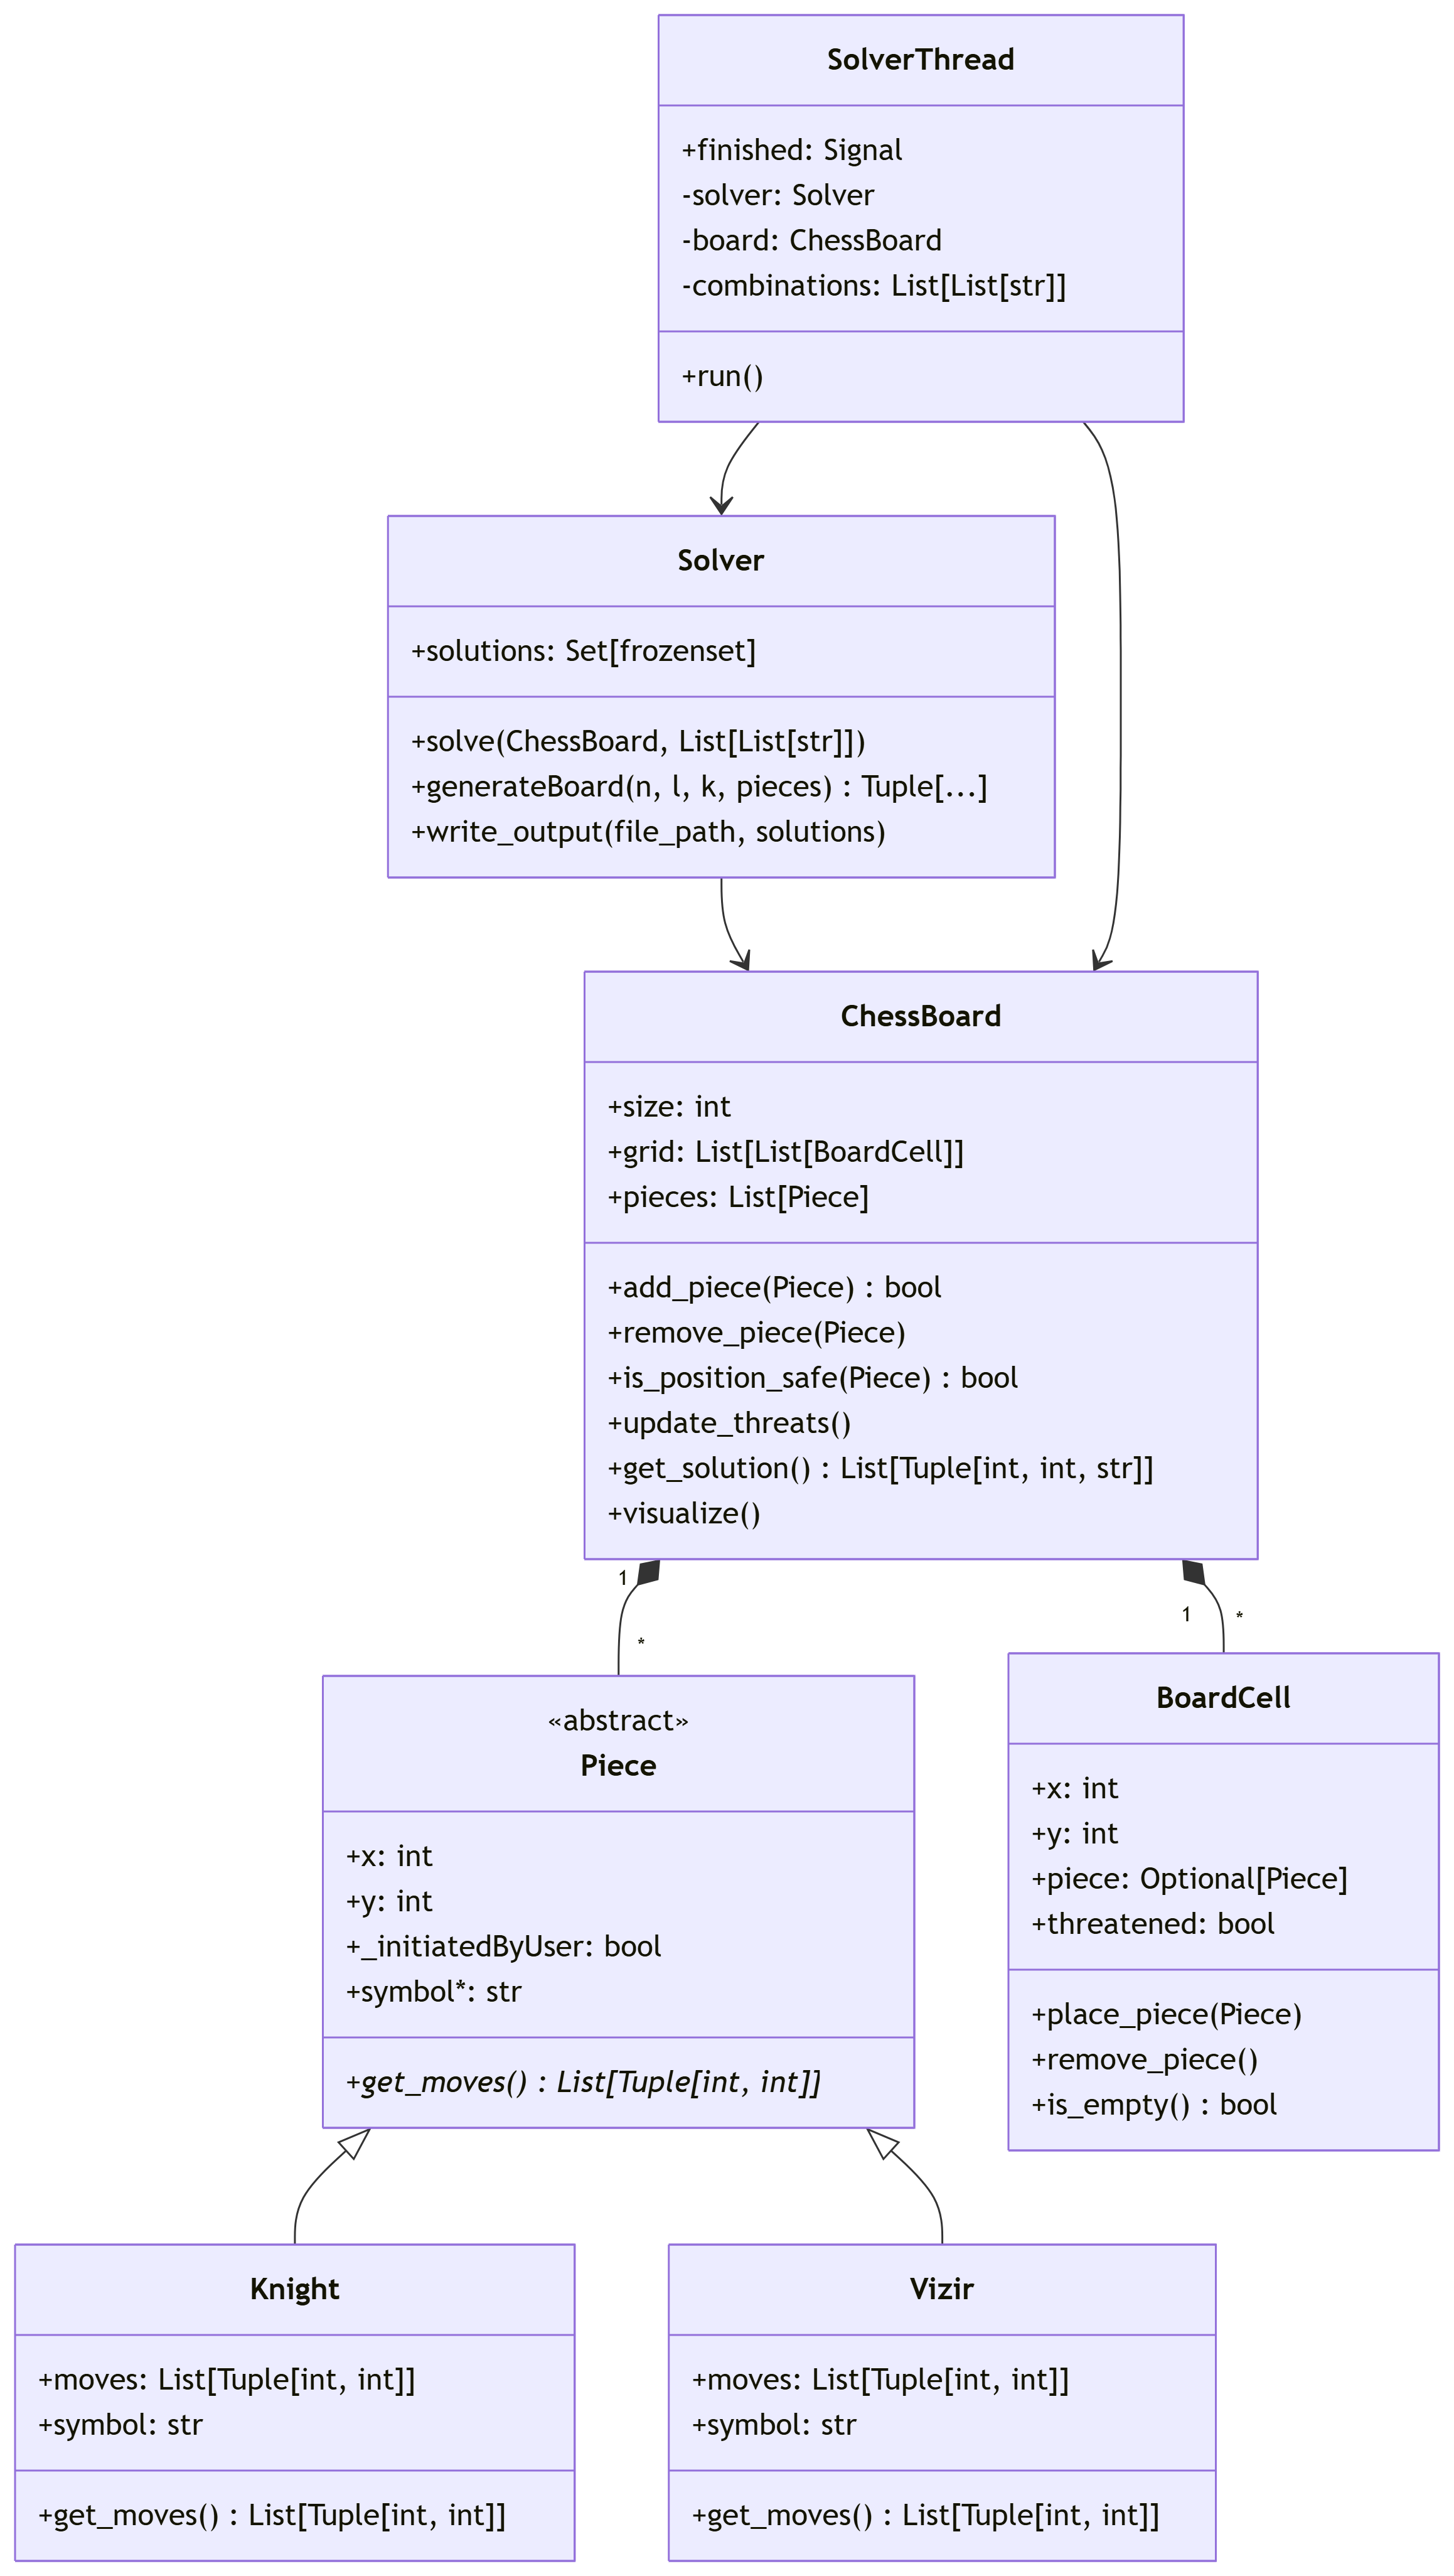 SolverThread
+finished: Signal
-solver: Solver
-board: ChessBoard
-combinations: List[List[str]]
+run()
Solver
+solutions: Set[frozenset]
+solve(ChessBoard, List[List[str]])
+generateBoard(n, l, k, pieces) : Tuple[...]
+write_output(file_path, solutions)
ChessBoard
+size: int
+grid: List[List[BoardCell]]
+pieces: List[Piece]
+add_piece(Piece) : bool
+remove_piece(Piece)
+is_position_safe(Piece) : bool
+update_threats()
+get_solution() : List[Tuple[int, int, str]]
+visualize()
1
*
1
*
«abstract»
Piece
+x: int
+y: int
+_initiatedByUser: bool
+symbol*: str
+get_moves() : List[Tuple[int, int]]
BoardCell
+x: int
+y: int
+piece: Optional[Piece]
+threatened: bool
+place_piece(Piece)
+remove_piece()
+is_empty() : bool
Knight
+moves: List[Tuple[int, int]]
+symbol: str
+get_moves() : List[Tuple[int, int]]
Vizir
+moves: List[Tuple[int, int]]
+symbol: str
+get_moves() : List[Tuple[int, int]]